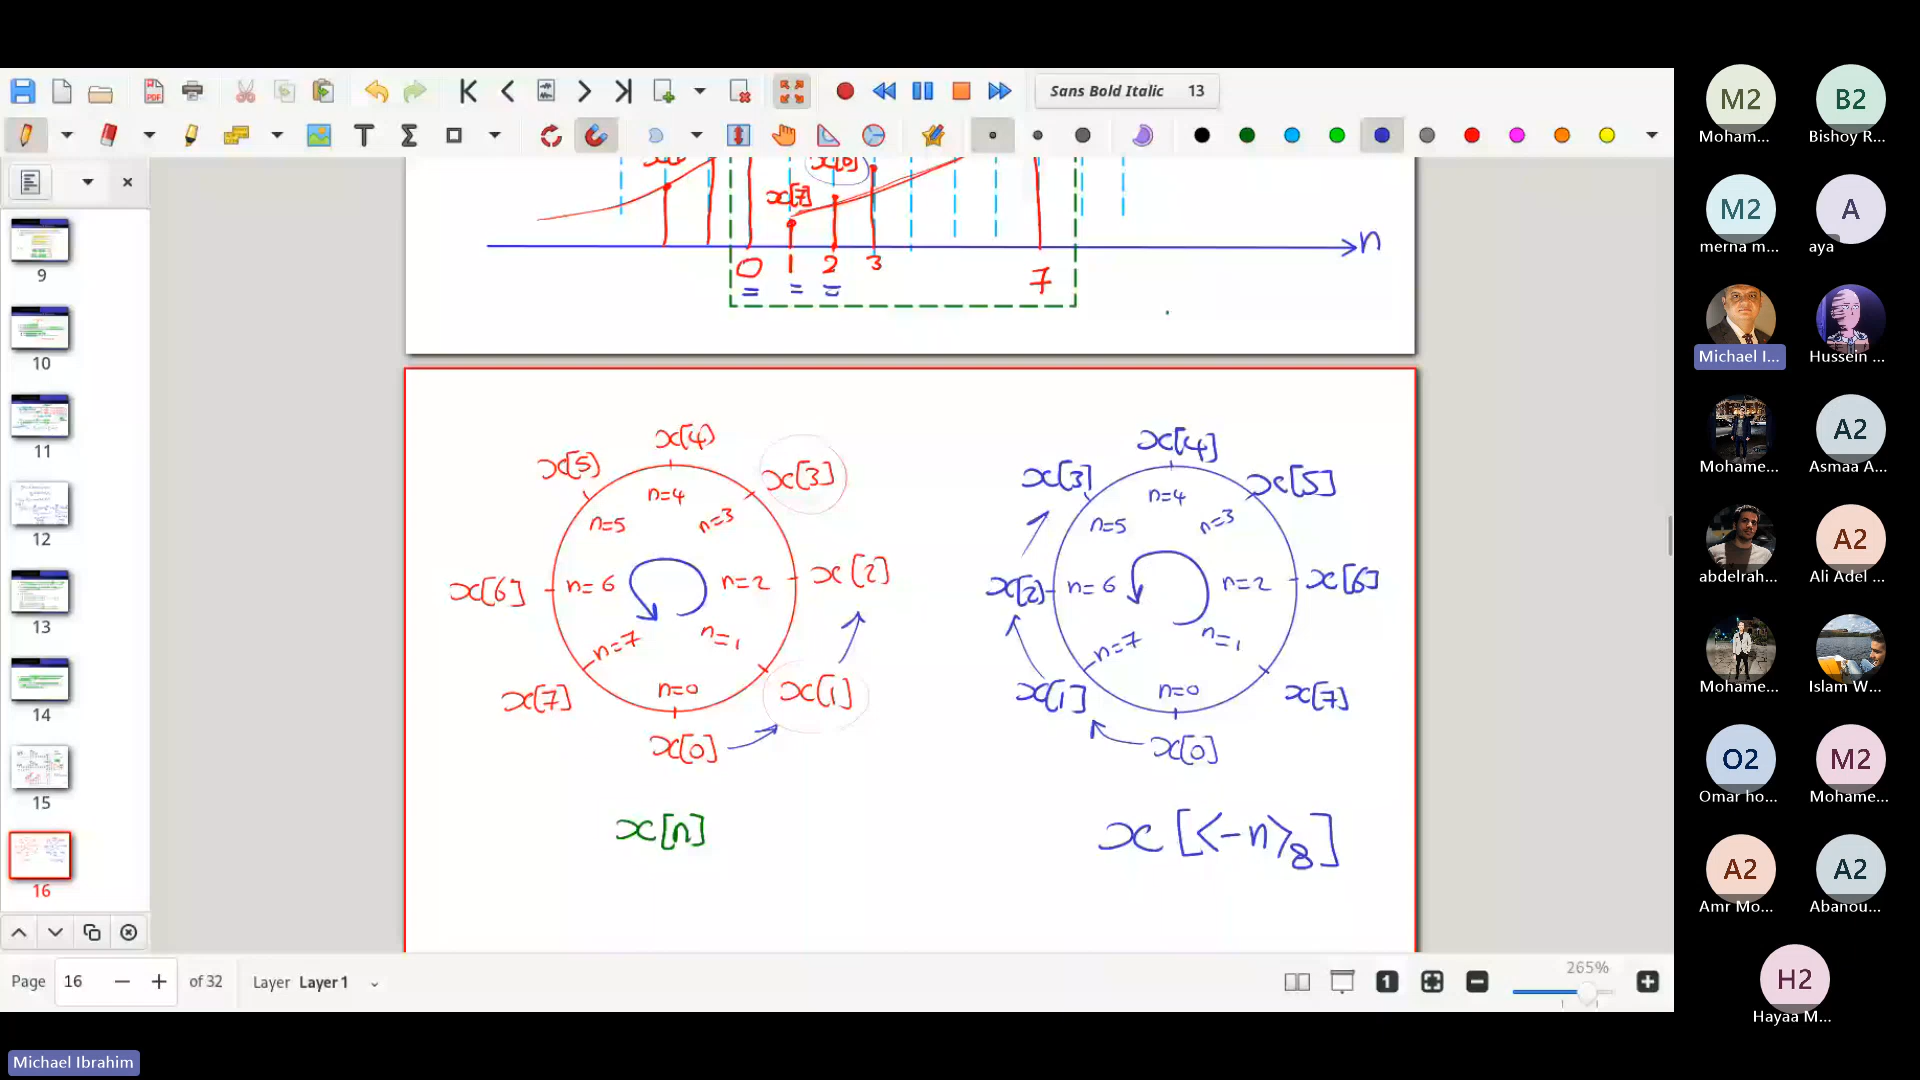 Sans Bold Italic 13
9
10
11
12
13
14
15
16
x[6]
x[7]
n
0 1 2 3 7
= = =
x[4]
x[5] x[3]
n=4
n=5 n=3
x[6] n=6 n=2 x[2]
n=7 n=1
x[7] n=0 x[1]
x[0]
x[n]
x[4]
x[3] x[5]
n=4
n=5 n=3
x[2] n=6 n=2 x[6]
n=7 n=1
x[1] n=0 x[7]
x[0]
x[<-n>8]
Page 16 of 32 Layer Layer 1
1
265%
M2 B2
Moham... Bishoy R...
M2 A
merna m... aya
Michael I... Hussein ...
A2
Mohame... Asmaa A...
A2
abdelrah... Ali Adel ...
Mohame... Islam W...
O2 M2
Omar ho... Mohame...
A2 A2
Amr Mo... Abanou...
H2
Hayaa M...
Michael Ibrahim